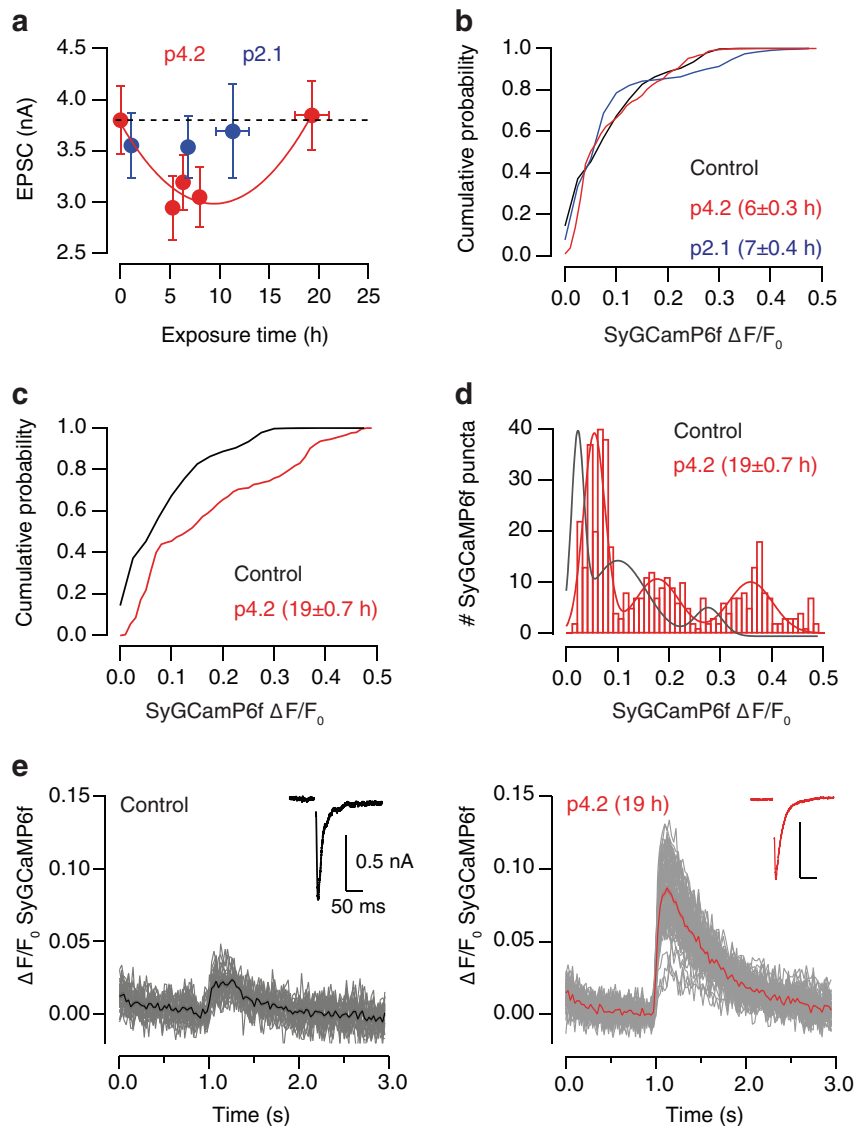 a
p4.2 p2.1
EPSC (nA)
4.5
4.0
3.5
3.0
2.5
0 5 10 15 20 25
Exposure time (h)
b
Cumulative probability
1.0
0.8
0.6
0.4
0.2
0.0
Control
p4.2 (6±0.3 h)
p2.1 (7±0.4 h)
0.0 0.1 0.2 0.3 0.4 0.5
SyGCamP6f ΔF/F0
c
Cumulative probability
1.0
0.8
0.6
0.4
0.2
0.0
Control
p4.2 (19±0.7 h)
0.0 0.1 0.2 0.3 0.4 0.5
SyGCamP6f ΔF/F0
d
# SyGCaMP6f puncta
40
30
20
10
0
Control
p4.2 (19±0.7 h)
0.0 0.1 0.2 0.3 0.4 0.5
SyGCamP6f ΔF/F0
e
ΔF/F0 SyGCaMP6f
0.15
0.10
0.05
0.00
Control
0.5 nA
50 ms
0.0 1.0 2.0 3.0
Time (s)
ΔF/F0 SyGCaMP6f
0.15
0.10
0.05
0.00
p4.2 (19 h)
0.0 1.0 2.0 3.0
Time (s)